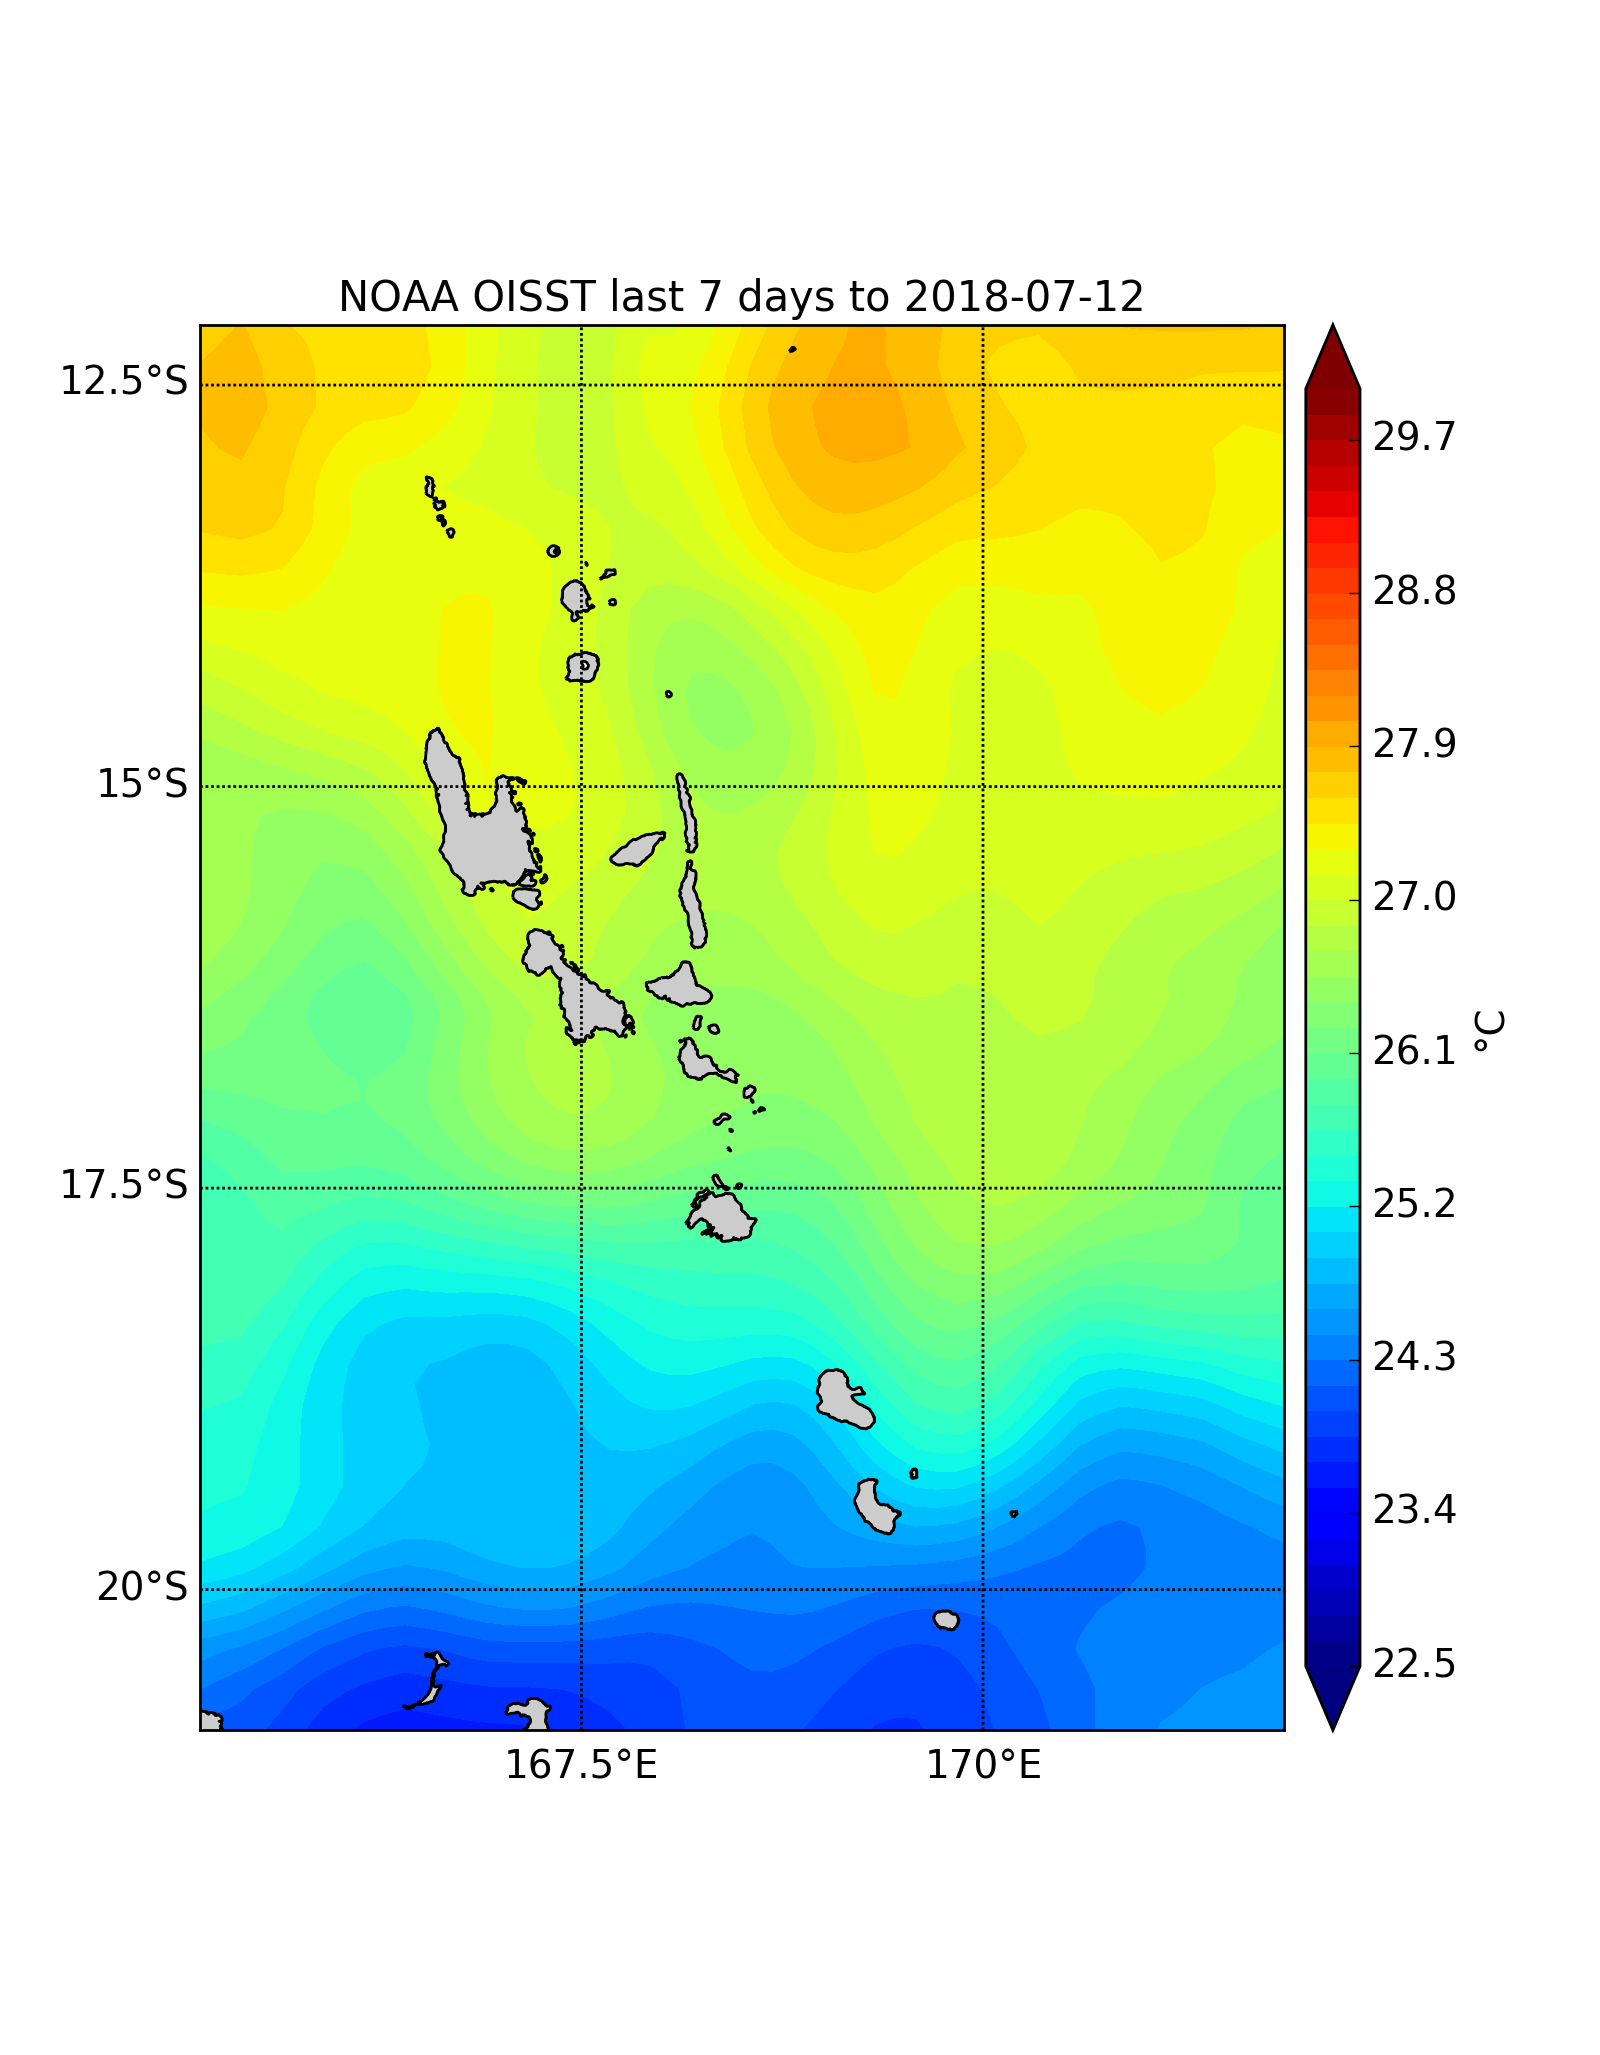 NOAA OISST last 7 days to 2018-07-12
12.5°S
15°S
17.5°S
20°S
167.5°E
170°E
29.7
28.8
27.9
27.0
26.1
25.2
24.3
23.4
22.5
°C